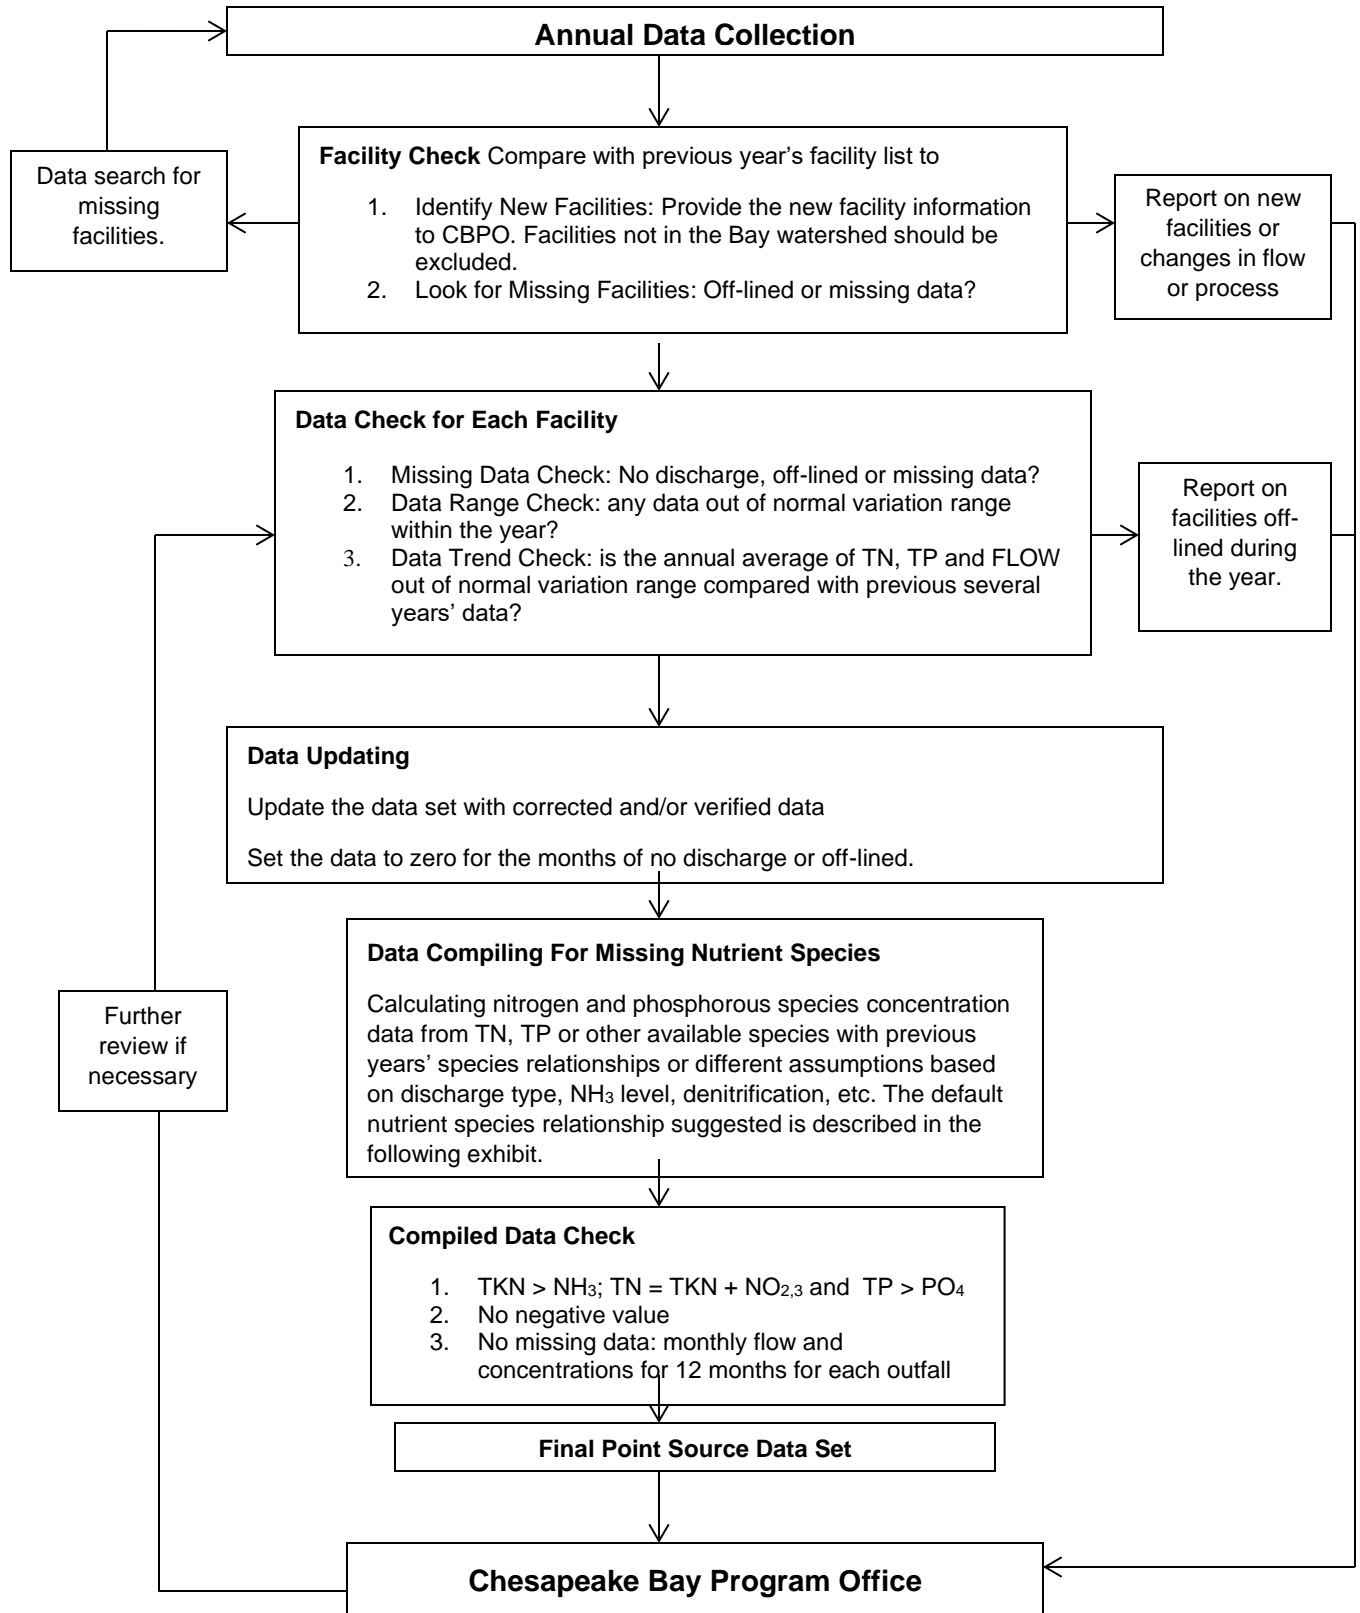 Annual Data Collection
Data search for
missing
facilities.
Facility Check Compare with previous year’s facility list to
1. Identify New Facilities: Provide the new facility information
to CBPO. Facilities not in the Bay watershed should be
excluded.
2. Look for Missing Facilities: Off-lined or missing data?
Report on new
facilities or
changes in flow
or process
Data Check for Each Facility
1. Missing Data Check: No discharge, off-lined or missing data?
2. Data Range Check: any data out of normal variation range
within the year?
3. Data Trend Check: is the annual average of TN, TP and FLOW
out of normal variation range compared with previous several
years’ data?
Report on
facilities off-
lined during
the year.
Data Updating
Update the data set with corrected and/or verified data
Set the data to zero for the months of no discharge or off-lined.
Data Compiling For Missing Nutrient Species
Calculating nitrogen and phosphorous species concentration
data from TN, TP or other available species with previous
years’ species relationships or different assumptions based
on discharge type, NH₃ level, denitrification, etc. The default
nutrient species relationship suggested is described in the
following exhibit.
Further
review if
necessary
Compiled Data Check
1. TKN > NH₃; TN = TKN + NO₂,₃ and TP > PO₄
2. No negative value
3. No missing data: monthly flow and
concentrations for 12 months for each outfall
Final Point Source Data Set
Chesapeake Bay Program Office